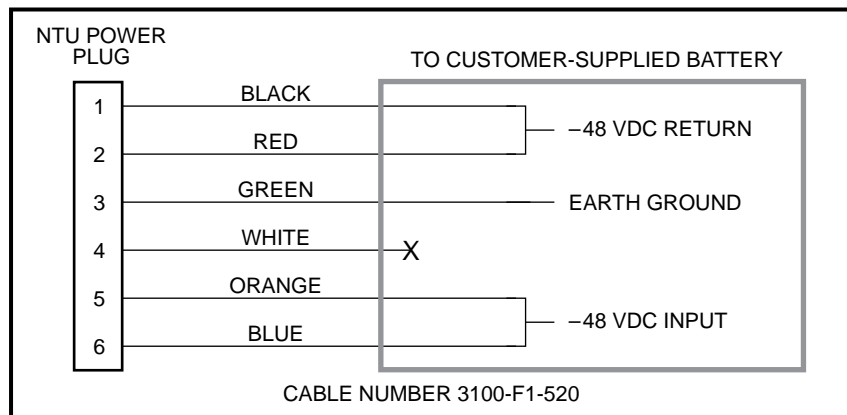 NTU POWER
PLUG
TO CUSTOMER-SUPPLIED BATTERY
1 BLACK
–48 VDC RETURN
2 RED
3 GREEN EARTH GROUND
4 WHITE X
5 ORANGE
–48 VDC INPUT
6 BLUE
CABLE NUMBER 3100-F1-520